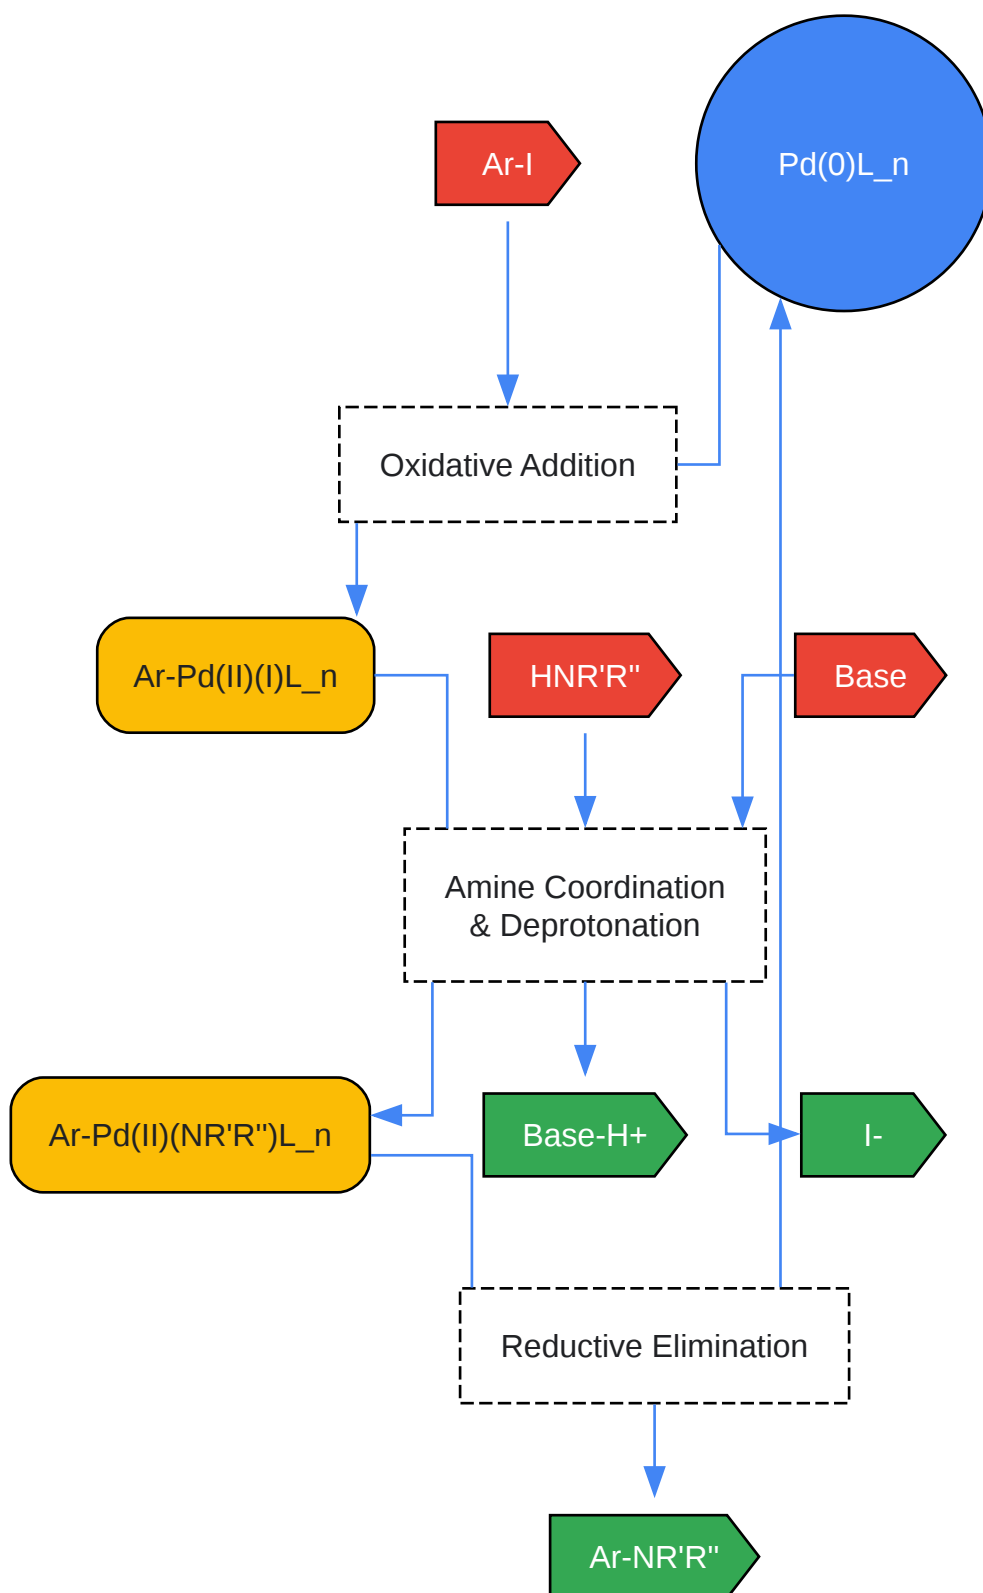 Ar-I
Pd(0)L_n
Oxidative Addition
Ar-Pd(II)(I)L_n
HNR'R''
Base
Amine Coordination
& Deprotonation
Ar-Pd(II)(NR'R'')L_n
Base-H+
I-
Reductive Elimination
Ar-NR'R''